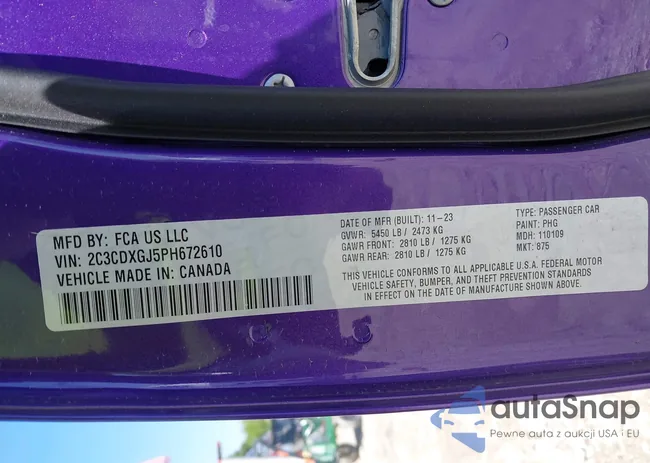 MFD BY: FCA US LLC
VIN: 2C3CDXGJ5PH672610
VEHICLE MADE IN: CANADA
DATE OF MFR (BUILT): 11-23
GVWR: 5450 LB / 2473 KG
GAWR FRONT: 2810 LB / 1275 KG
GAWR REAR: 2810 LB / 1275 KG
TYPE: PASSENGER CAR
PAINT: PHG
MDH: 110109
MKT: 875
THIS VEHICLE CONFORMS TO ALL APPLICABLE U.S.A. FEDERAL MOTOR
VEHICLE SAFETY, BUMPER, AND THEFT PREVENTION STANDARDS
IN EFFECT ON THE DATE OF MANUFACTURE SHOWN ABOVE.
autaSnap
Pewne auta z aukcji USA i EU